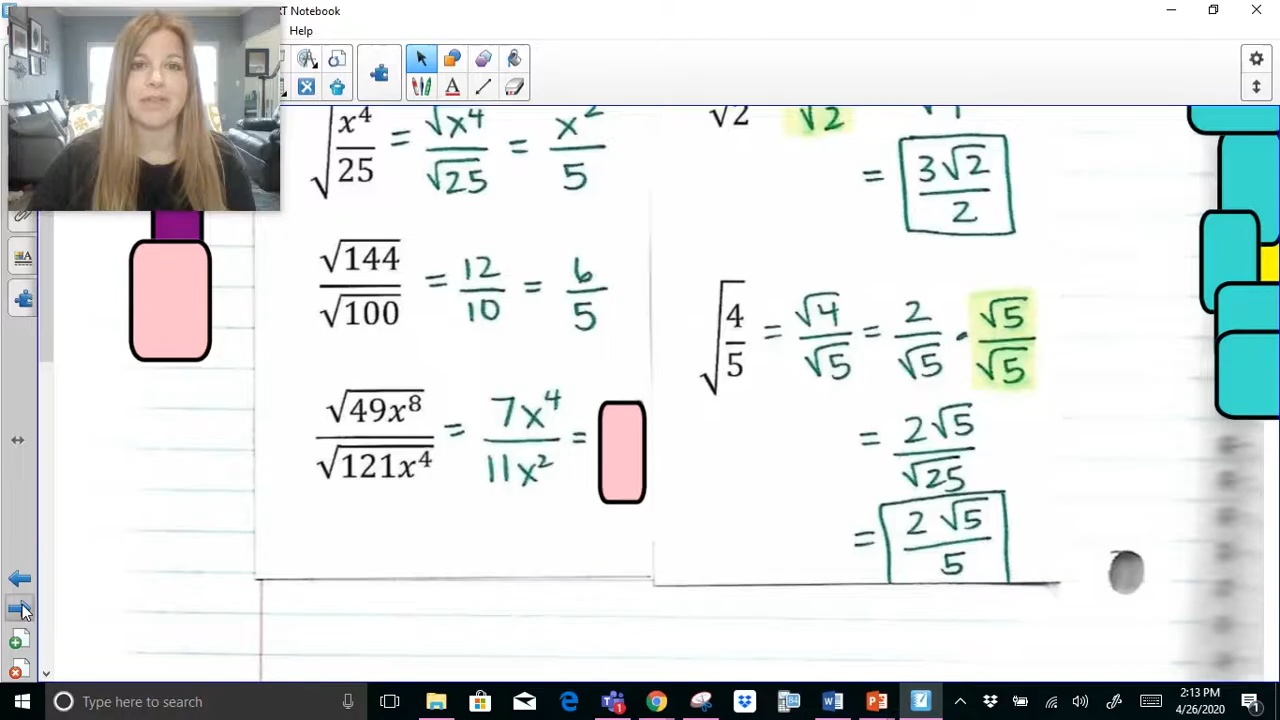 RT Notebook
Help
√(x⁴/25) = √x⁴/√25 = x²/5
√144/√100 = 12/10 = 6/5
√(49x⁸)/√(121x⁴) = 7x⁴/11x² =
√2 √2 √1
= 3√2/2
√(4/5) = √4/√5 = 2/√5 · √5/√5
= 2√5/√25
= 2√5/5
Type here to search
2:13 PM
4/26/2020